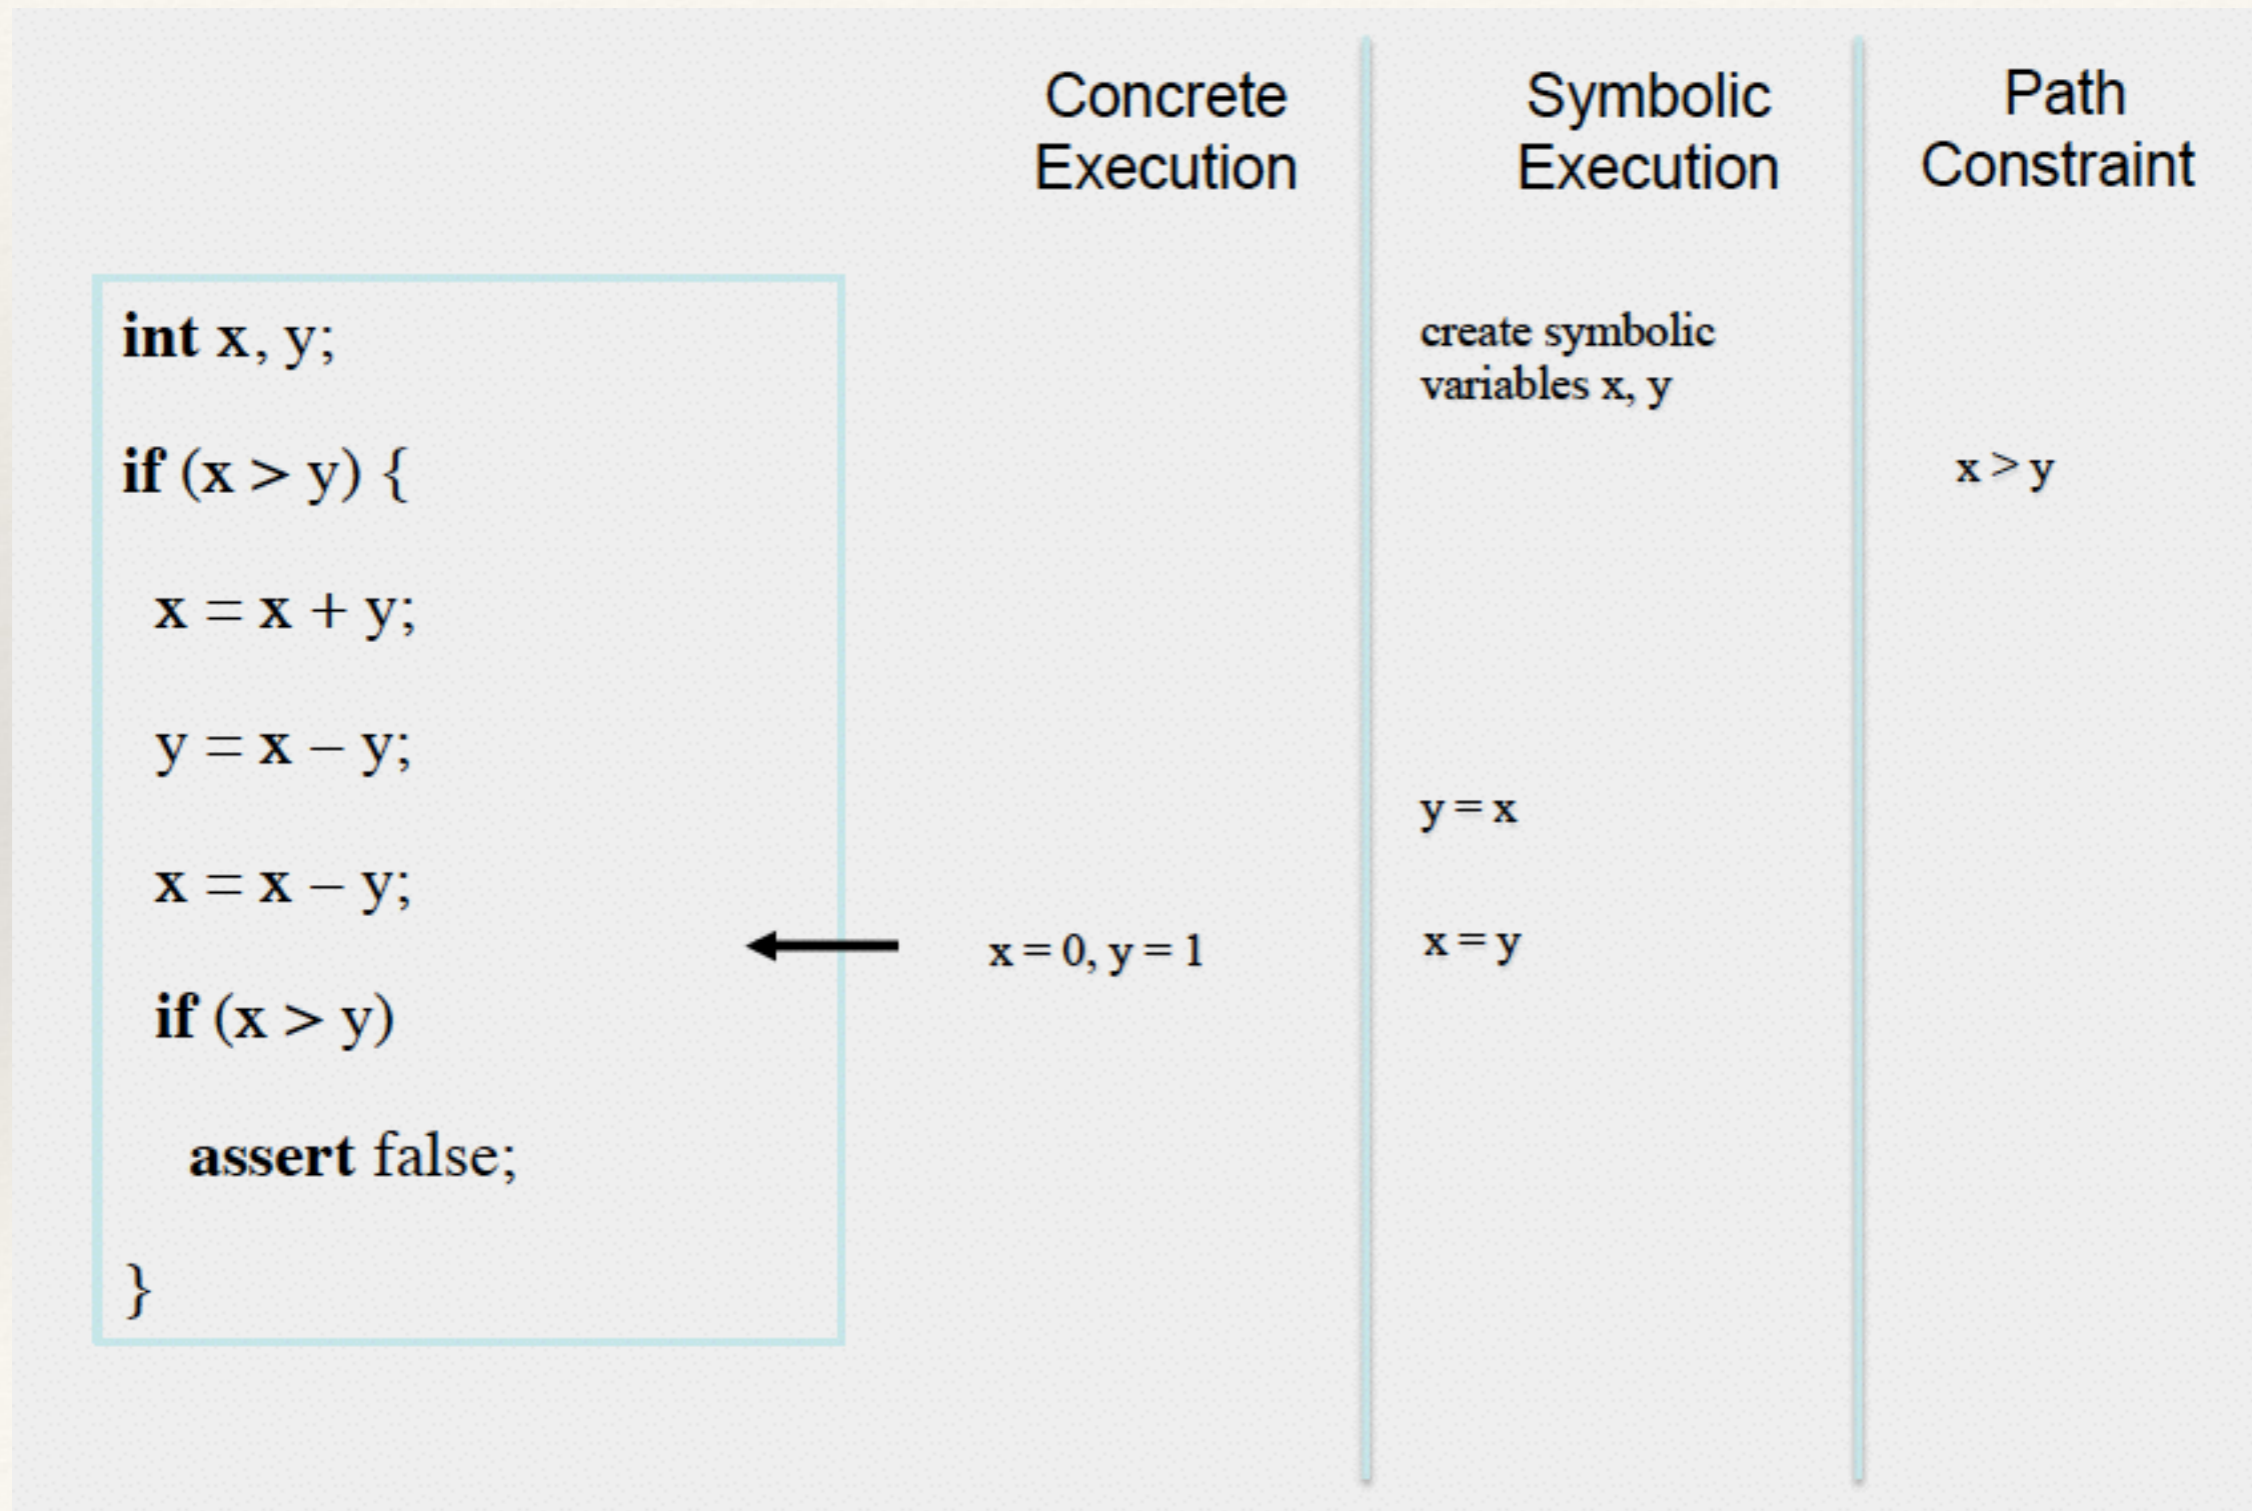 Concrete
Execution
Symbolic
Execution
Path
Constraint
int x, y;
create symbolic
variables x, y
if (x > y) {
x > y
x = x + y;
y = x – y;
y = x
x = x – y;
x = 0, y = 1
x = y
if (x > y)
assert false;
}